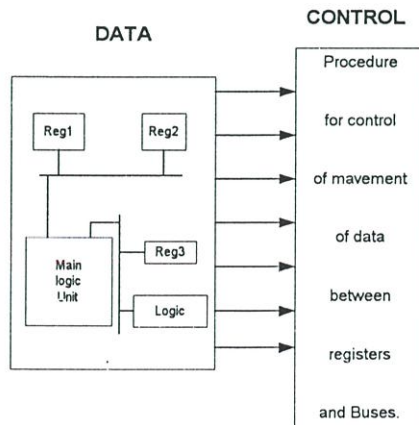 DATA
Reg1
Reg2
Main
logic
Unit
Reg3
Logic
CONTROL
Procedure
for control
of mavement
of data
between
registers
and Buses.